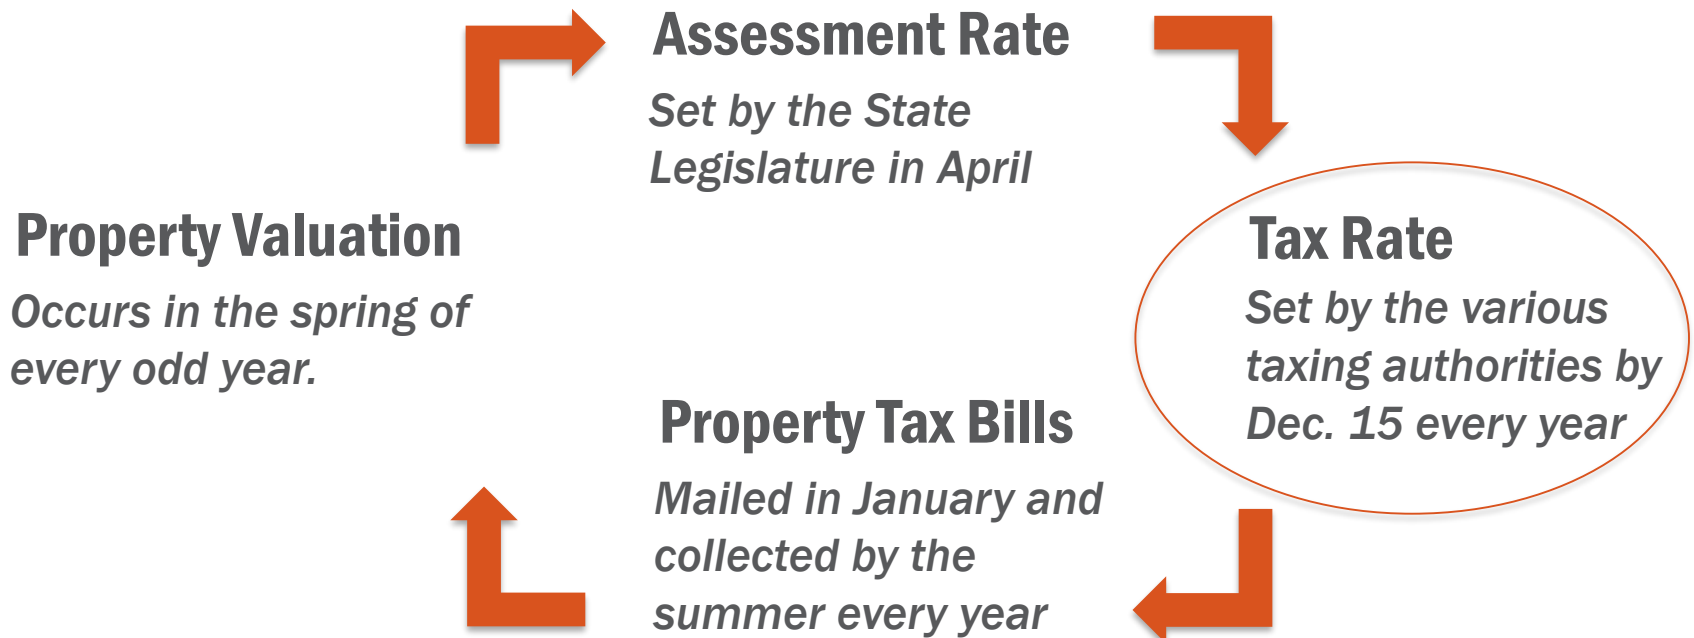 Assessment Rate
Set by the State
Legislature in April
Property Valuation
Occurs in the spring of
every odd year.
Tax Rate
Set by the various
taxing authorities by
Dec. 15 every year
Property Tax Bills
Mailed in January and
collected by the
summer every year